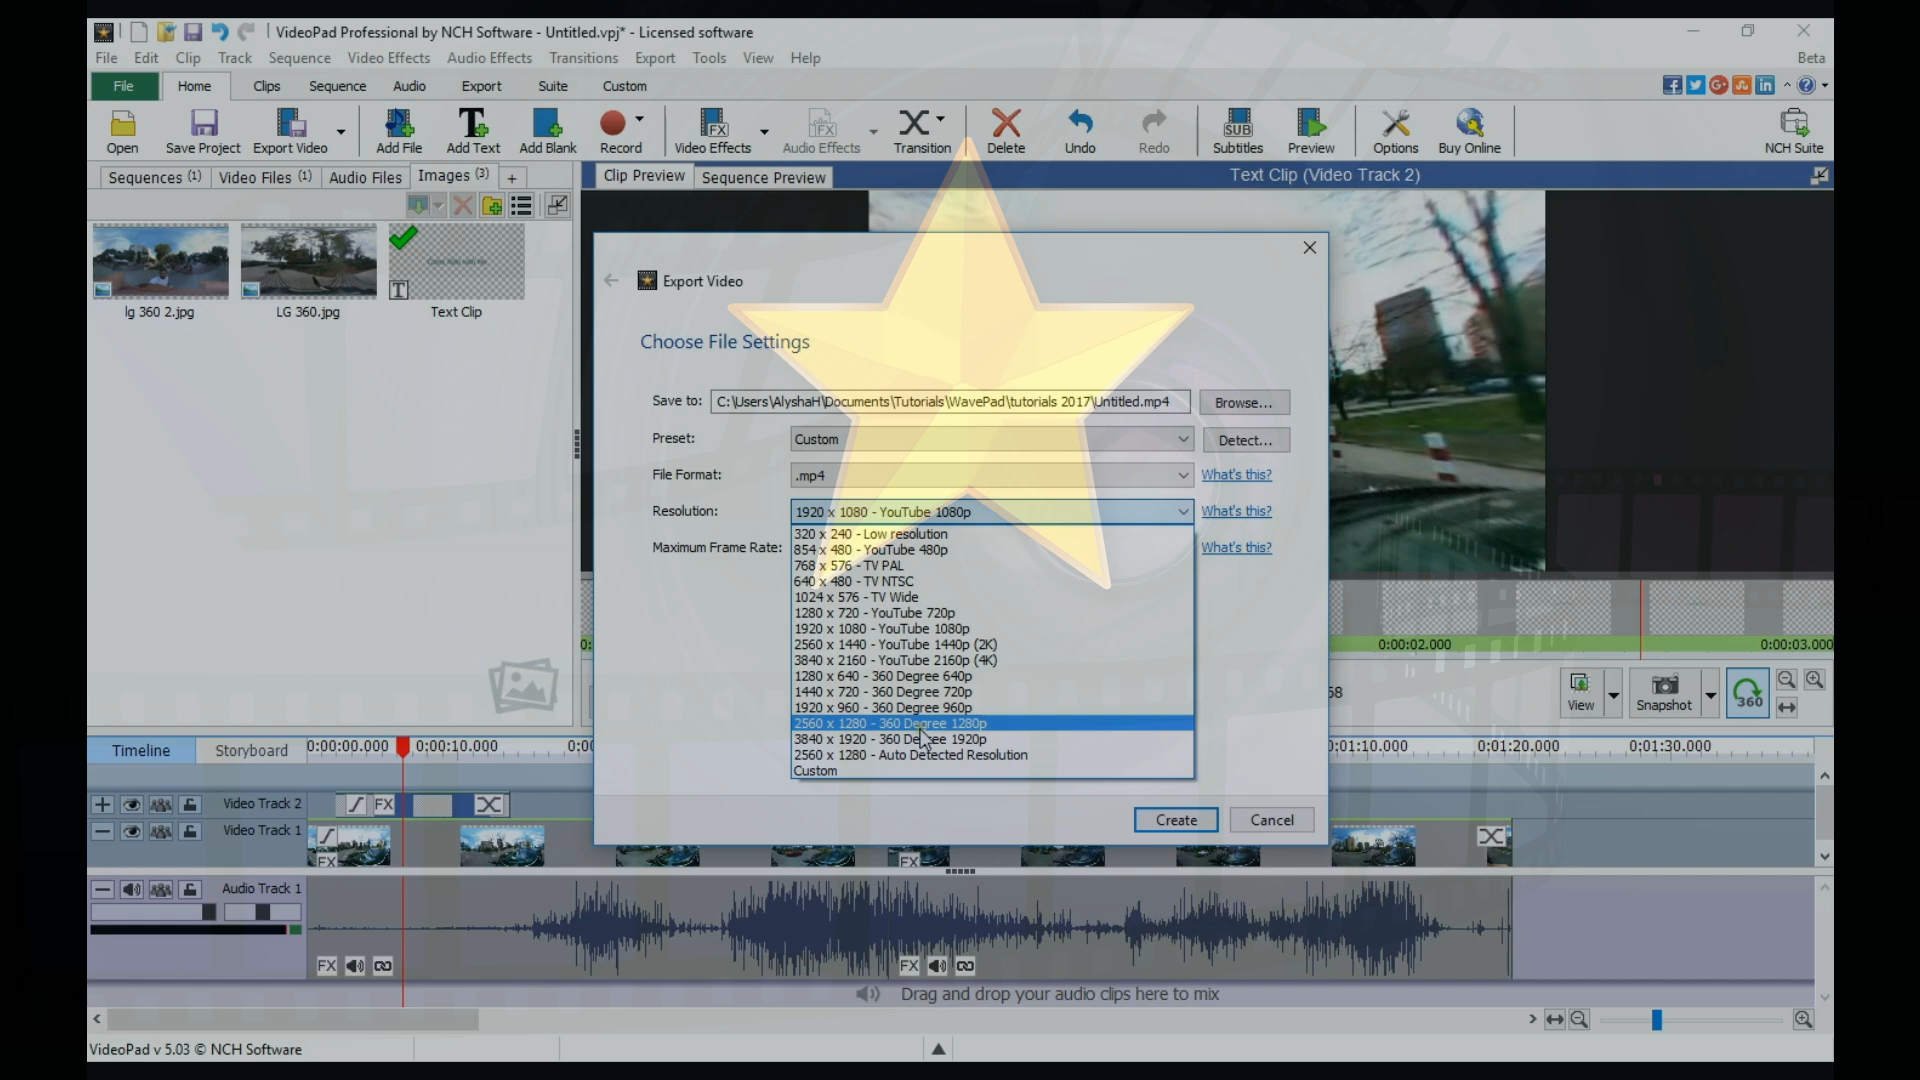 VideoPad Professional by NCH Software - Untitled.vpj* - Licensed software
File Edit Clip Track Sequence Video Effects Audio Effects Transitions Export Tools View Help
Beta
File Home Clips Sequence Audio Export Suite Custom
Open Save Project Export Video Add File Add Text Add Blank Record Video Effects Audio Effects Transition Delete Undo Redo Subtitles Preview Options Buy Online NCH Suite
Sequences (1) Video Files (1) Audio Files Images (3) +
Clip Preview Sequence Preview
Text Clip (Video Track 2)
lg 360 2.jpg LG 360.jpg Text Clip
Export Video
Choose File Settings
Save to: C:\Users\AlyshaH\Documents\Tutorials\WavePad\tutorials 2017\Untitled.mp4 Browse...
Preset: Custom Detect...
File Format: .mp4 What's this?
Resolution: 1920 x 1080 - YouTube 1080p What's this?
Maximum Frame Rate: What's this?
320 x 240 - Low resolution
854 x 480 - YouTube 480p
768 x 576 - TV PAL
640 x 480 - TV NTSC
1024 x 576 - TV Wide
1280 x 720 - YouTube 720p
1920 x 1080 - YouTube 1080p
2560 x 1440 - YouTube 1440p (2K)
3840 x 2160 - YouTube 2160p (4K)
1280 x 640 - 360 Degree 640p
1440 x 720 - 360 Degree 720p
1920 x 960 - 360 Degree 960p
2560 x 1280 - 360 Degree 1280p
3840 x 1920 - 360 Degree 1920p
2560 x 1280 - Auto Detected Resolution
Custom
Create Cancel
0:00:02.000 0:00:03.000
View Snapshot 360
Timeline Storyboard 0:00:00.000 0:00:10.000 0:01:10.000 0:01:20.000 0:01:30.000
Video Track 2 FX
Video Track 1 FX FX
Audio Track 1
FX FX
Drag and drop your audio clips here to mix
VideoPad v 5.03 © NCH Software